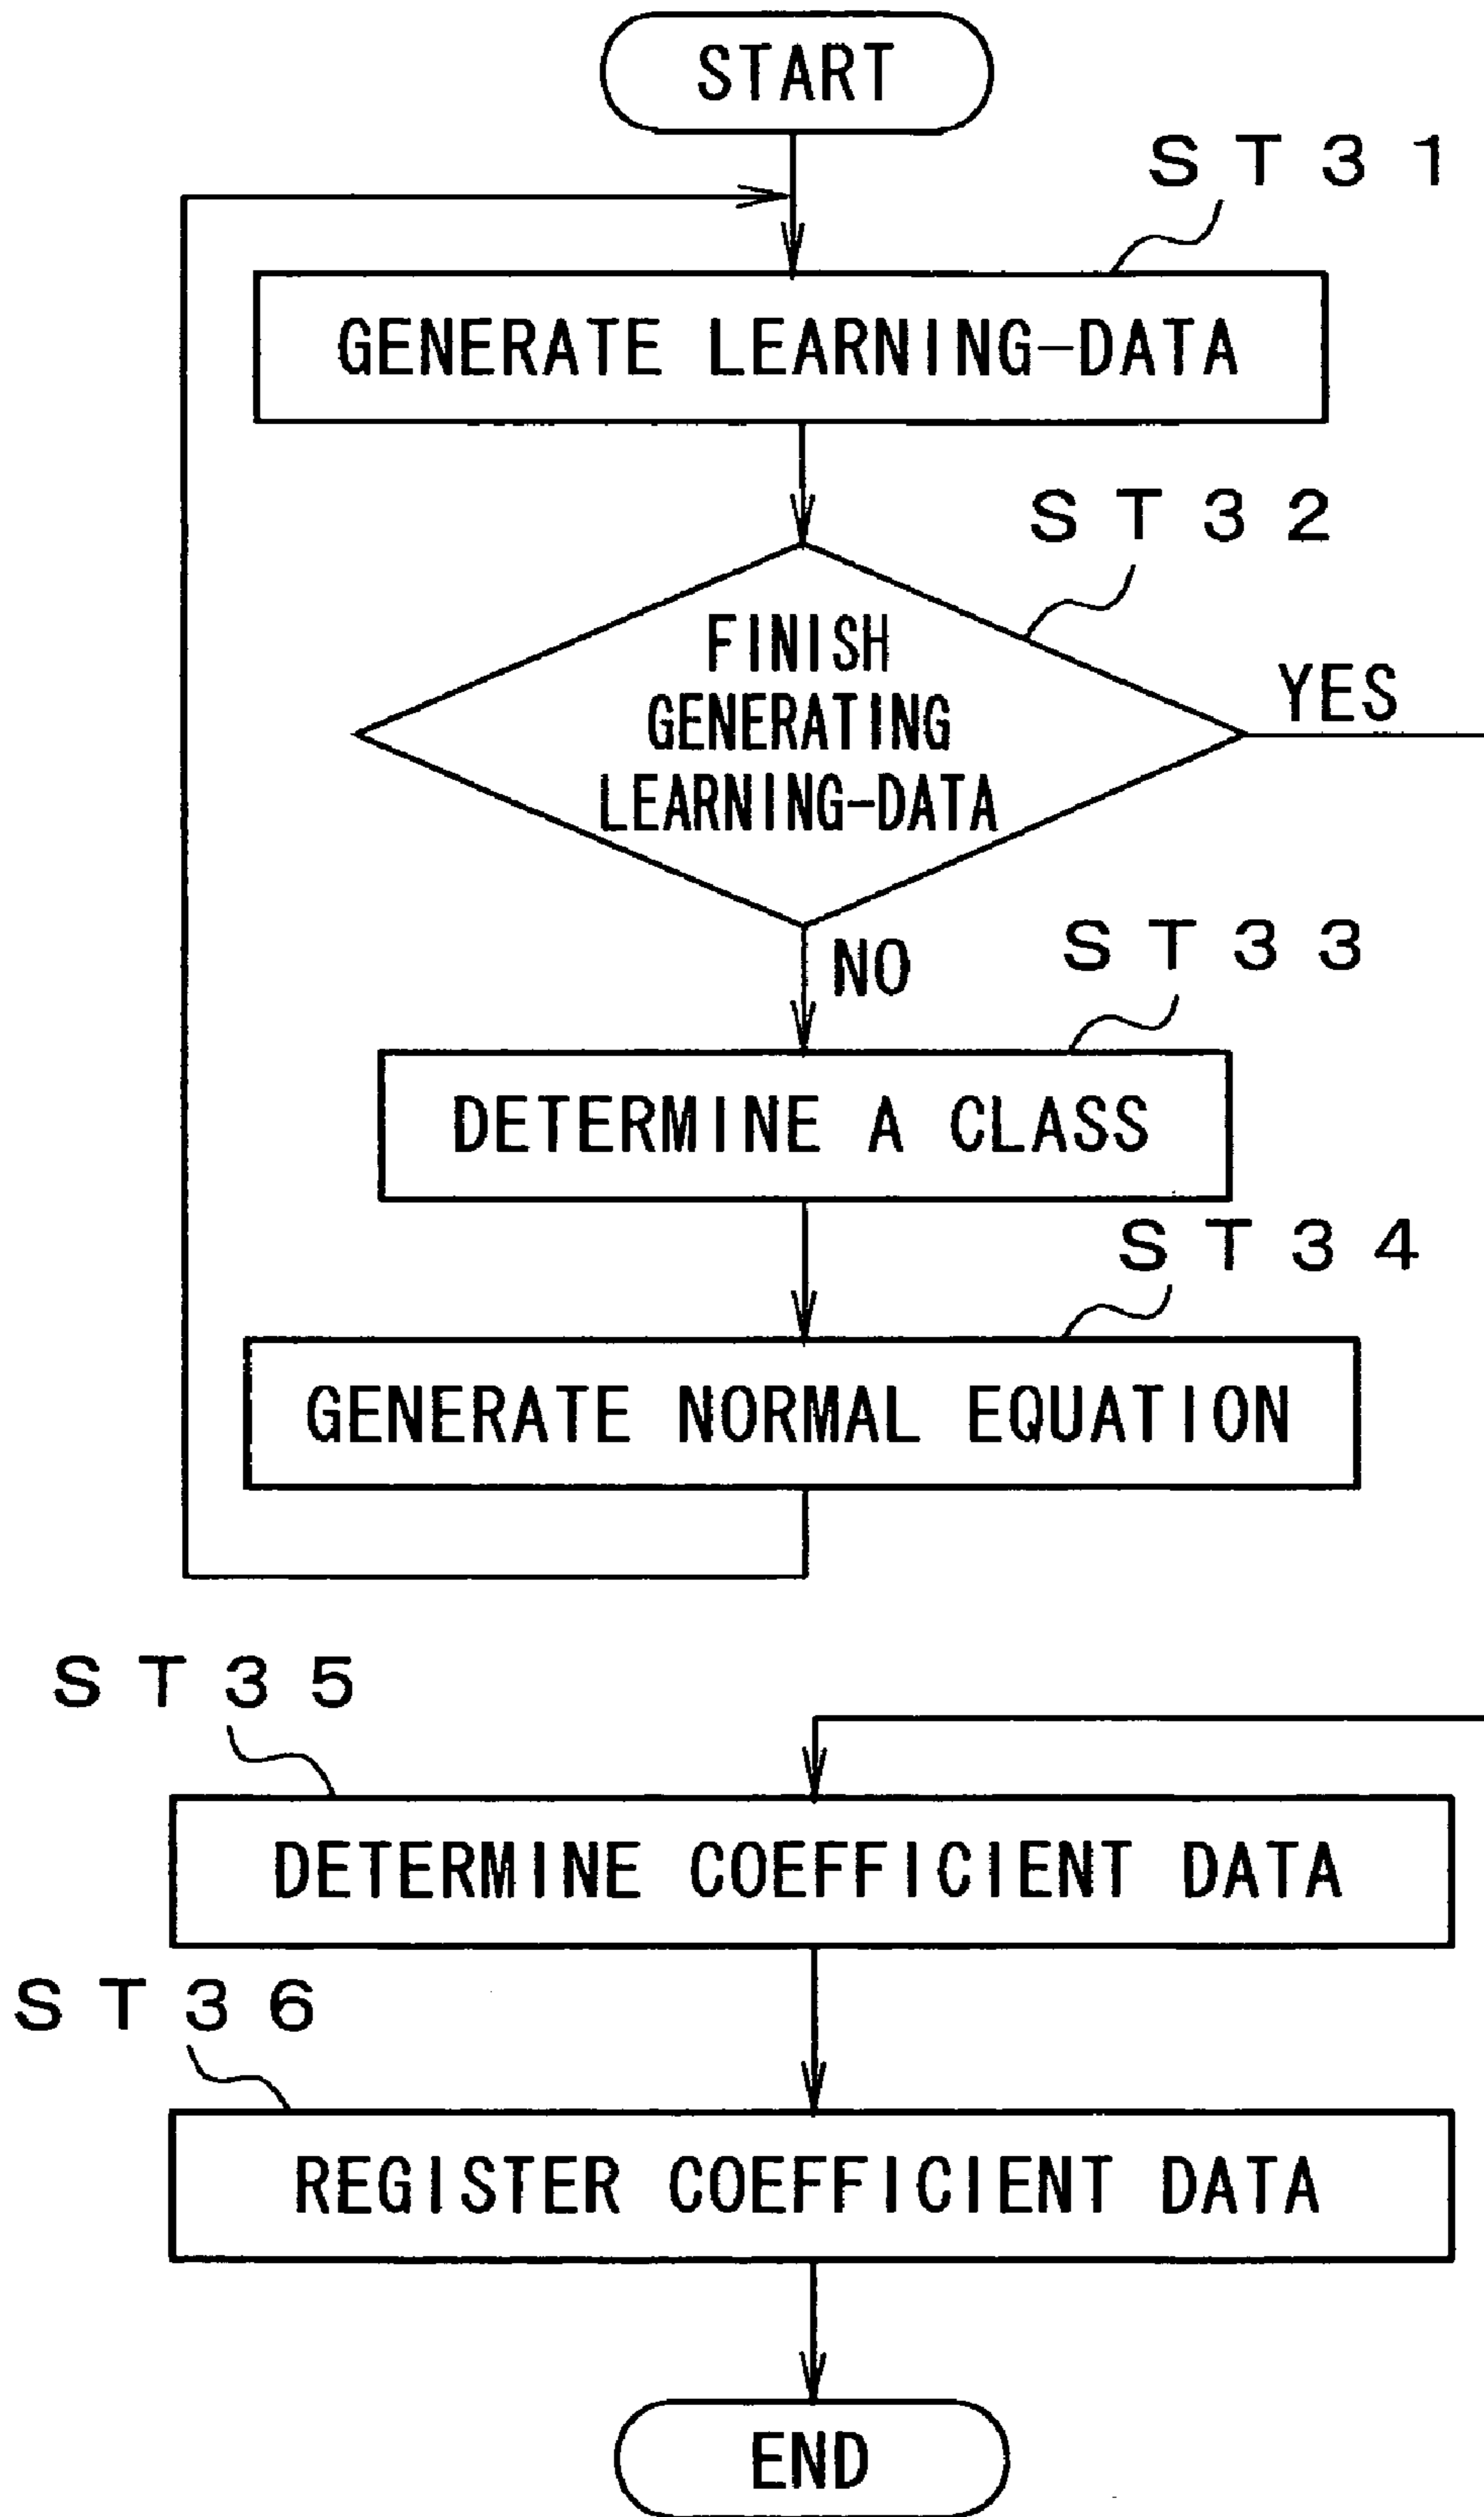 START
ST31
GENERATE LEARNING-DATA
ST32
FINISH
GENERATING
LEARNING-DATA
YES
NO
ST33
DETERMINE A CLASS
ST34
GENERATE NORMAL EQUATION
ST35
DETERMINE COEFFICIENT DATA
ST36
REGISTER COEFFICIENT DATA
END